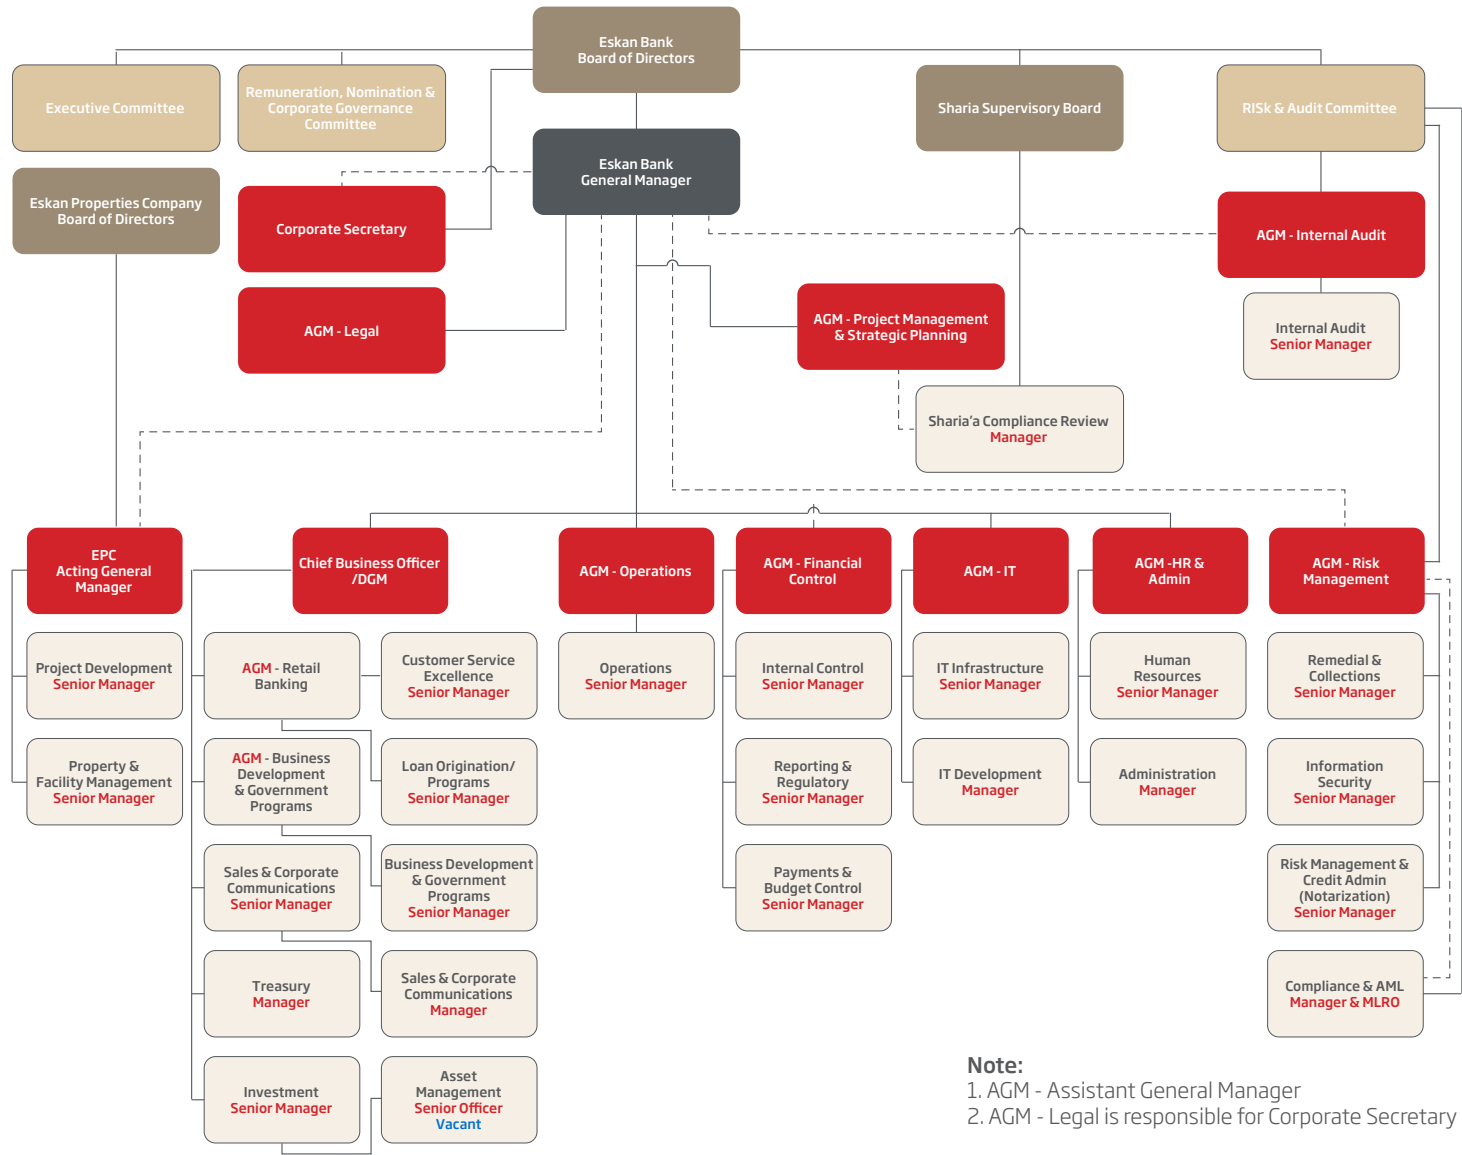 Eskan Bank
Board of Directors
Executive Committee
Remuneration, Nomination &
Corporate Governance
Committee
Sharia Supervisory Board
RISk & Audit Committee
Eskan Bank
General Manager
Eskan Properties Company
Board of Directors
Corporate Secretary
AGM - Internal Audit
AGM - Legal
AGM - Project Management
& Strategic Planning
Internal Audit
Senior Manager
Sharia'a Compliance Review
Manager
EPC
Acting General
Manager
Chief Business Officer
/DGM
AGM - Operations
AGM - Financial
Control
AGM - IT
AGM -HR &
Admin
AGM - Risk
Management
Project Development
Senior Manager
AGM - Retail
Banking
Customer Service
Excellence
Senior Manager
Operations
Senior Manager
Internal Control
Senior Manager
IT Infrastructure
Senior Manager
Human
Resources
Senior Manager
Remedial &
Collections
Senior Manager
Property &
Facility Management
Senior Manager
AGM - Business
Development
& Government
Programs
Loan Origination/
Programs
Senior Manager
Reporting &
Regulatory
Senior Manager
IT Development
Manager
Administration
Manager
Information
Security
Senior Manager
Sales & Corporate
Communications
Senior Manager
Business Development
& Government
Programs
Senior Manager
Payments &
Budget Control
Senior Manager
Risk Management &
Credit Admin
(Notarization)
Senior Manager
Treasury
Manager
Sales & Corporate
Communications
Manager
Compliance & AML
Manager & MLRO
Investment
Senior Manager
Asset
Management
Senior Officer
Vacant
Note:
1. AGM - Assistant General Manager
2. AGM - Legal is responsible for Corporate Secretary